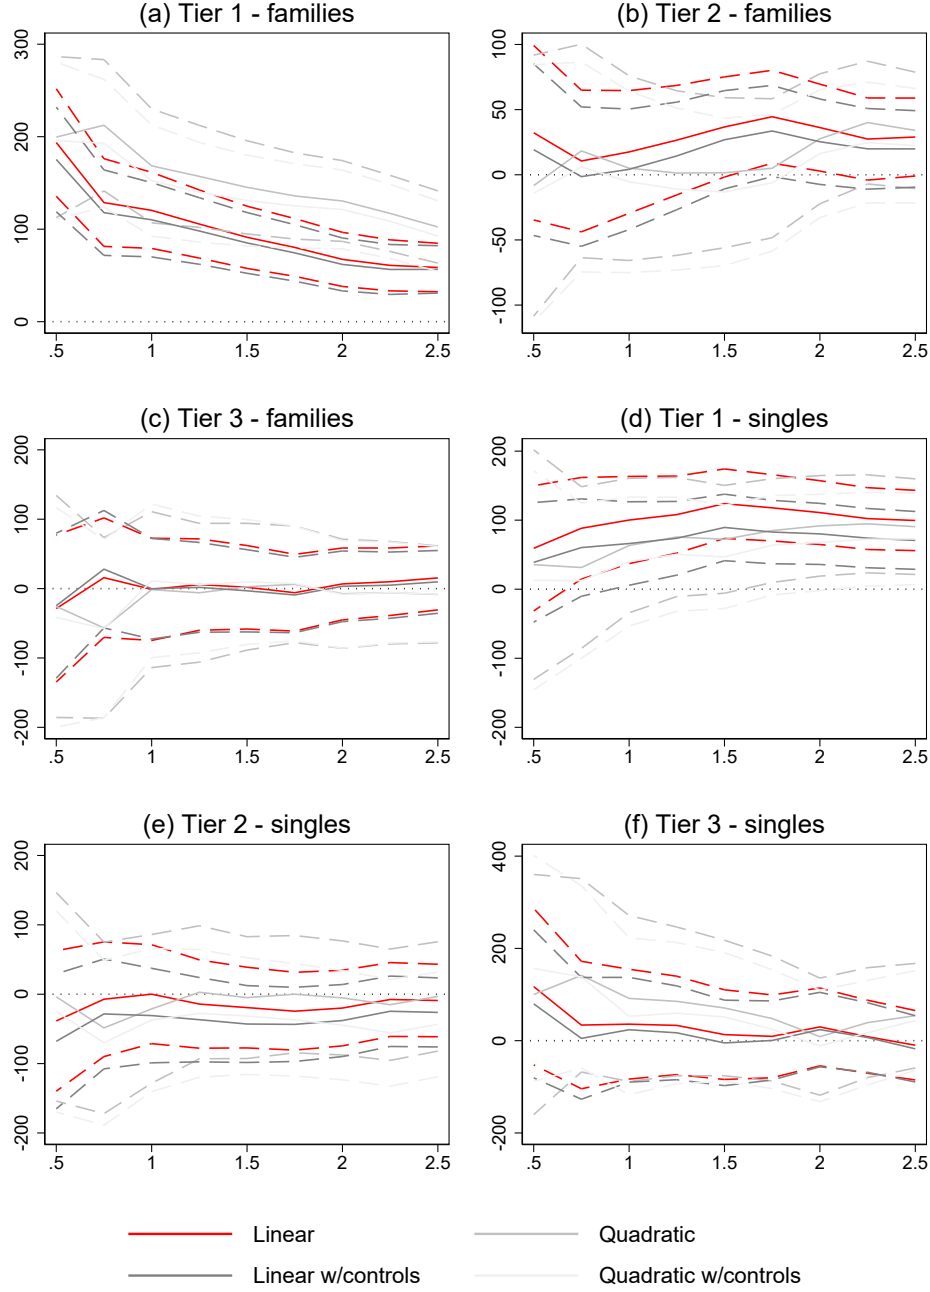 (a) Tier 1 - families
(b) Tier 2 - families
300
200
100
0
.5 1 1.5 2 2.5
100
50
0
-50
-100
.5 1 1.5 2 2.5
(c) Tier 3 - families
(d) Tier 1 - singles
200
100
0
-100
-200
.5 1 1.5 2 2.5
200
100
0
-100
-200
.5 1 1.5 2 2.5
(e) Tier 2 - singles
(f) Tier 3 - singles
200
100
0
-100
-200
.5 1 1.5 2 2.5
400
200
0
-200
.5 1 1.5 2 2.5
Linear
Quadratic
Linear w/controls
Quadratic w/controls